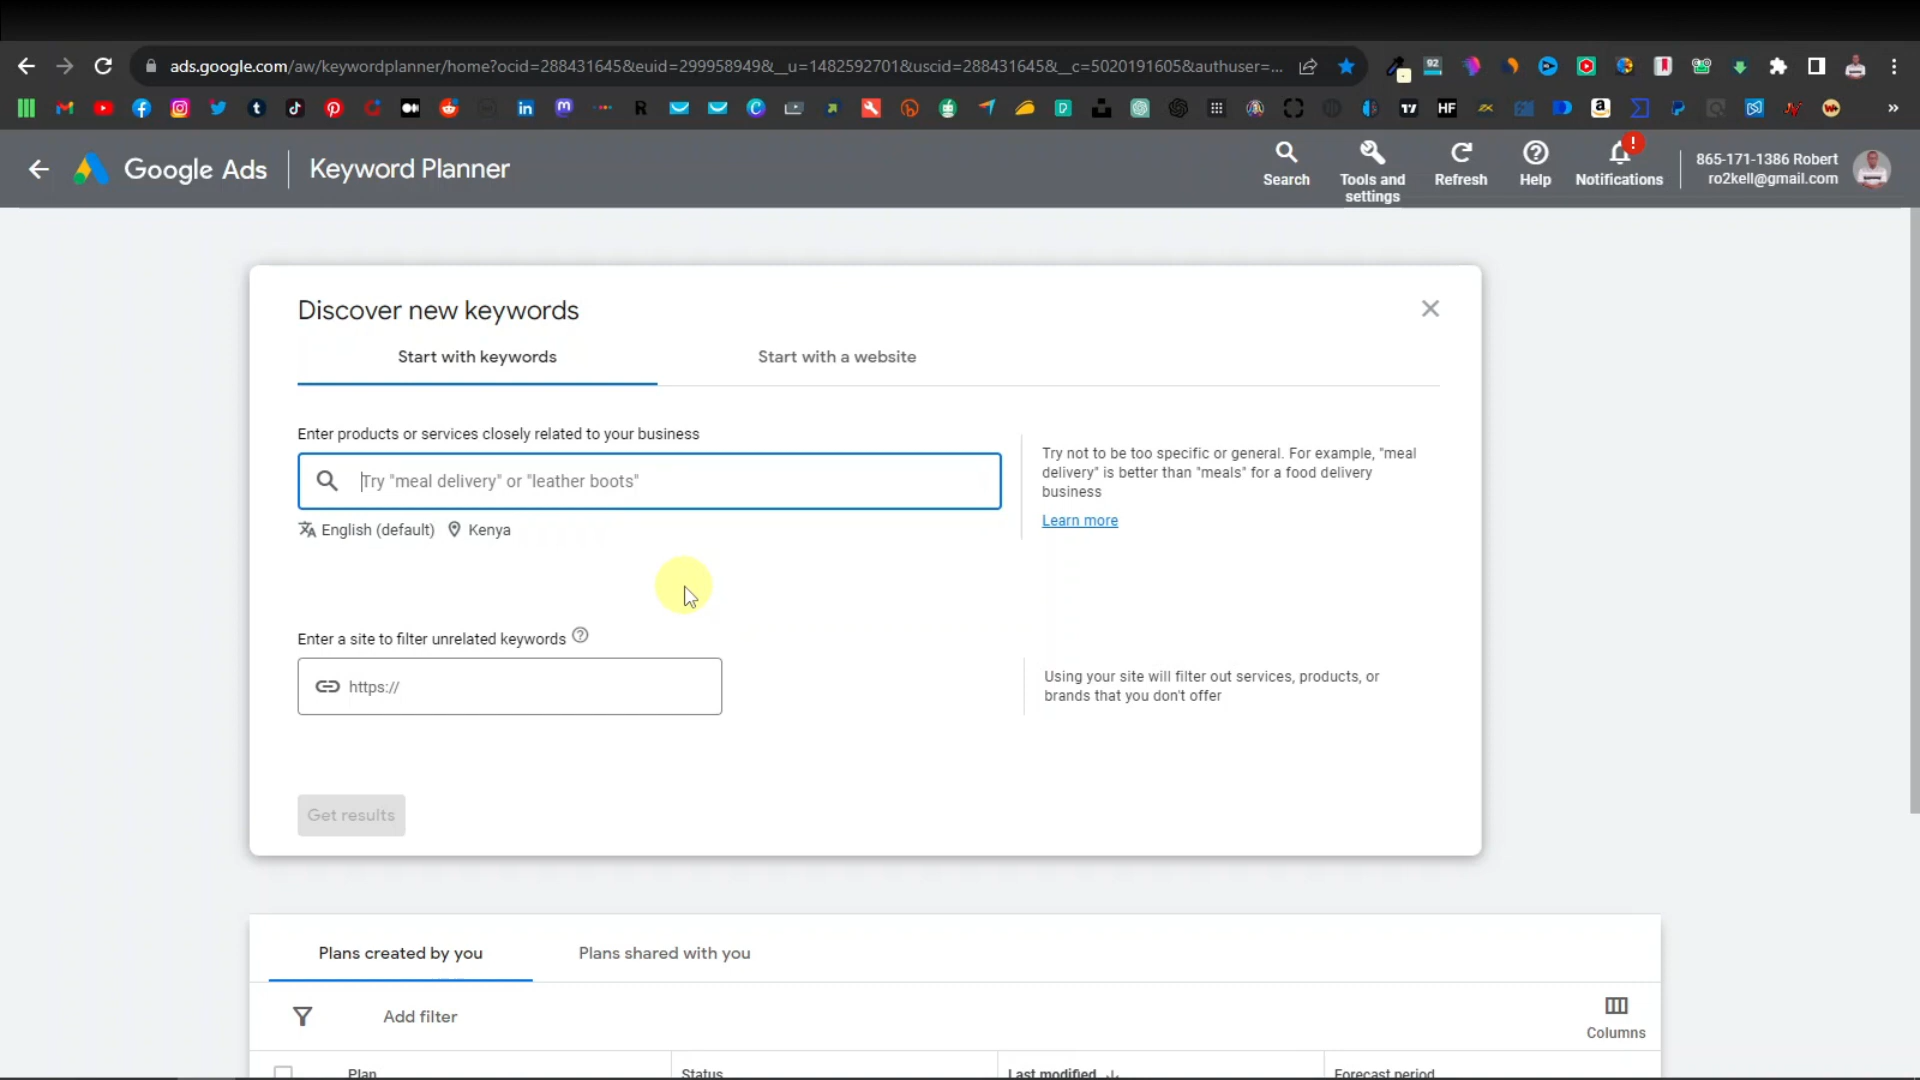 ads.google.com/aw/keywordplanner/home?ocid=288431645&euid=299958949&__u=1482592701&uscid=288431645&__c=5020191605&authuser=...
92
HF
Google Ads
Keyword Planner
Search
Tools and
settings
Refresh
Help
!
Notifications
865-171-1386 Robert
ro2kell@gmail.com
Discover new keywords
Start with keywords
Start with a website
Enter products or services closely related to your business
Try "meal delivery" or "leather boots"
English (default)
Kenya
Try not to be too specific or general. For example, "meal
delivery" is better than "meals" for a food delivery
business
Learn more
Enter a site to filter unrelated keywords
https://
Using your site will filter out services, products, or
brands that you don't offer
Get results
Plans created by you
Plans shared with you
Add filter
Columns
Plan
Status
Last modified
Forecast period